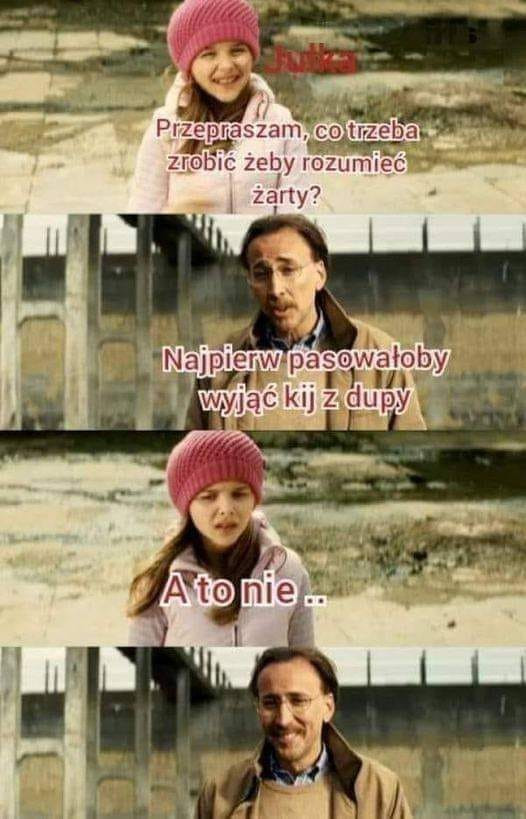 Julka
Przepraszam, co trzeba
zrobić żeby rozumieć
żarty?
Najpierw pasowałoby
wyjąć kij z dupy
A to nie ..